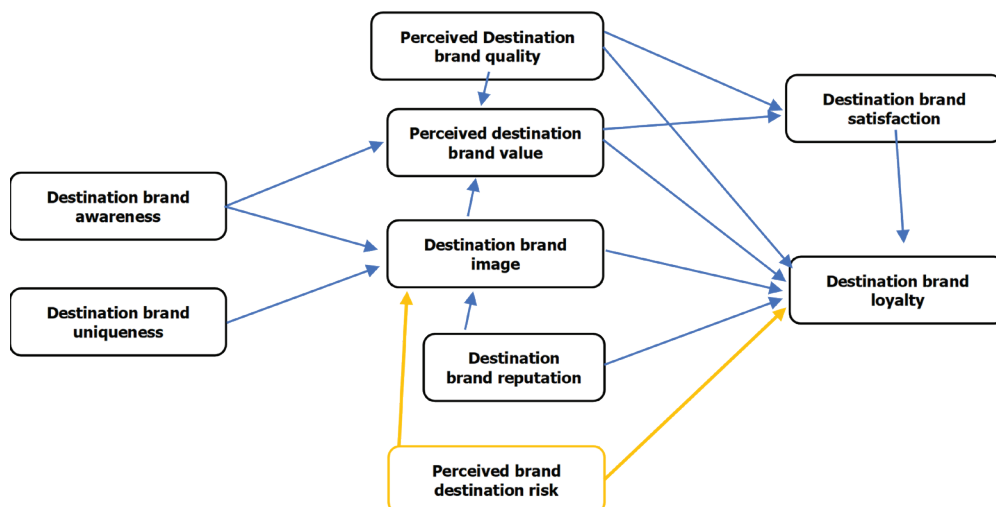 Perceived Destination
brand quality
Destination brand
satisfaction
Perceived destination
brand value
Destination brand
awareness
Destination brand
image
Destination brand
loyalty
Destination brand
uniqueness
Destination
brand reputation
Perceived brand
destination risk